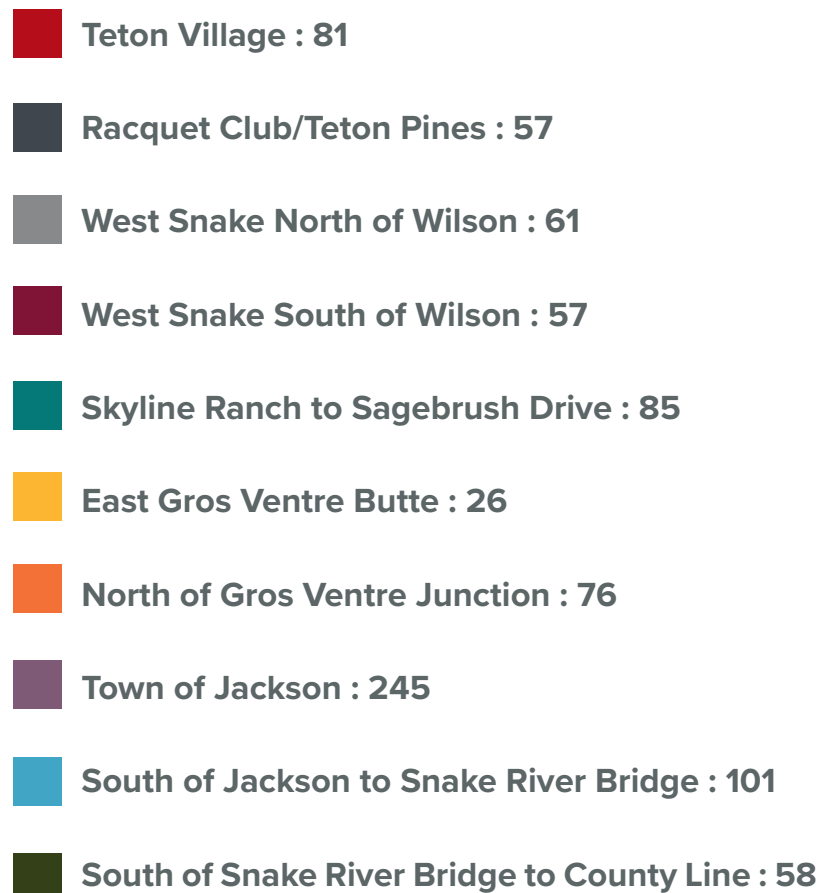 Teton Village : 81
Racquet Club/Teton Pines : 57
West Snake North of Wilson : 61
West Snake South of Wilson : 57
Skyline Ranch to Sagebrush Drive : 85
East Gros Ventre Butte : 26
North of Gros Ventre Junction : 76
Town of Jackson : 245
South of Jackson to Snake River Bridge : 101
South of Snake River Bridge to County Line : 58